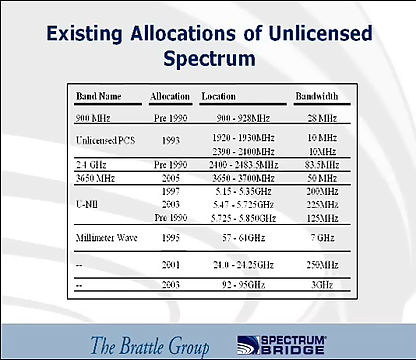 Existing Allocations of Unlicensed
Spectrum
Band Name Allocation Location Bandwidth
900 MHz Pre 1990 900 - 928MHz 28 MHz
Unlicensed PCS 1993 1920 - 1930MHz 10 MHz
2390 - 2400MHz 10MHz
2.4 GHz Pre 1990 2400 - 2483.5MHz 83.5MHz
3650 MHz 2005 3650 - 3700MHz 50 MHz
1997 5.15 - 5.35GHz 200MHz
U-NII 2003 5.47 - 5.725GHz 225MHz
Pre 1990 5.725 - 5.850GHz 125MHz
Millimeter Wave 1995 57 - 64GHz 7 GHz
-- 2001 24.0 - 24.25GHz 250MHz
-- 2003 92 - 95GHz 3GHz
The Brattle Group SPECTRUM
BRIDGE